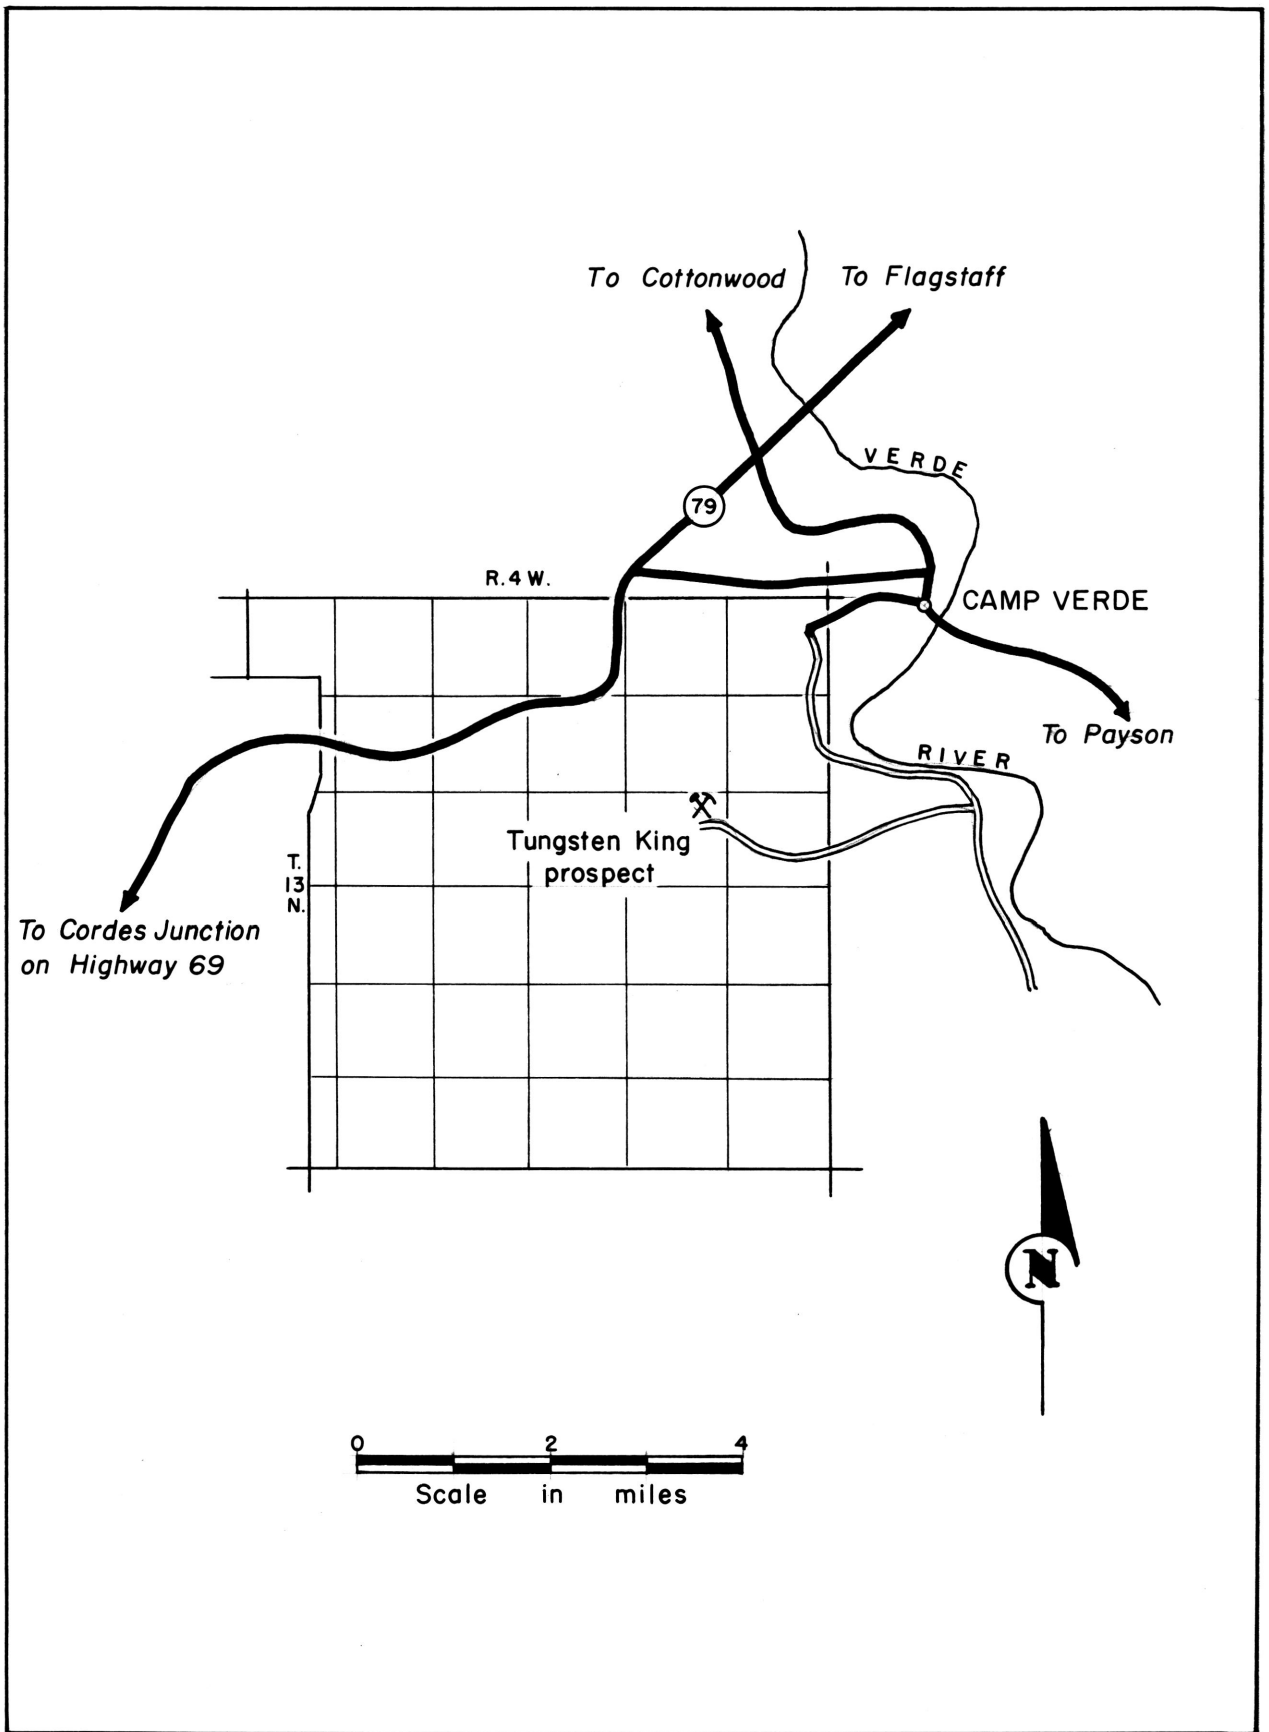 To Cottonwood
To Flagstaff
VERDE
79
R. 4 W.
CAMP VERDE
To Payson
RIVER
Tungsten King
prospect
T.
13
N.
To Cordes Junction
on Highway 69
N
0 2 4
Scale in miles